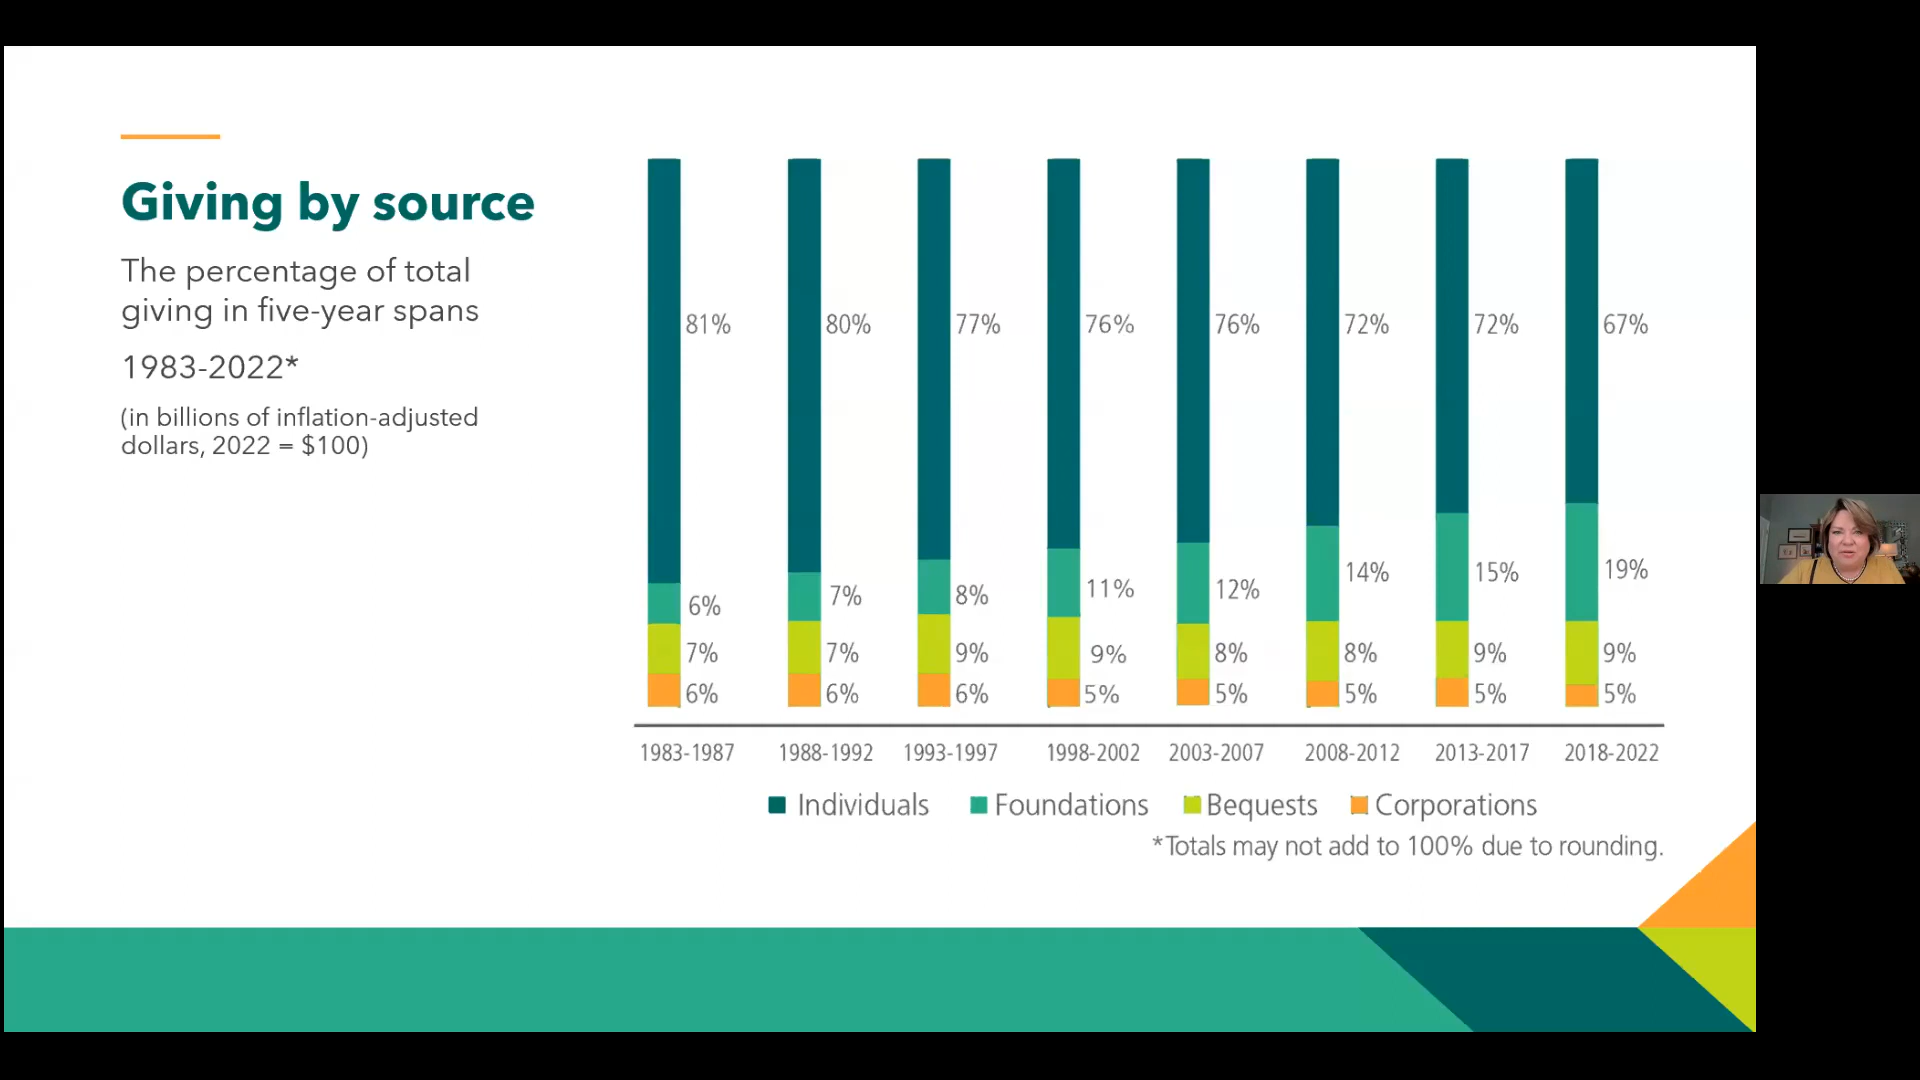 Giving by source
The percentage of total
giving in five-year spans
1983-2022*
(in billions of inflation-adjusted
dollars, 2022 = $100)
81% 80% 77% 76% 76% 72% 72% 67%
6% 7% 8% 11% 12% 14% 15% 19%
7% 7% 9% 9% 8% 8% 9% 9%
6% 6% 6% 5% 5% 5% 5% 5%
1983-1987 1988-1992 1993-1997 1998-2002 2003-2007 2008-2012 2013-2017 2018-2022
Individuals Foundations Bequests Corporations
*Totals may not add to 100% due to rounding.